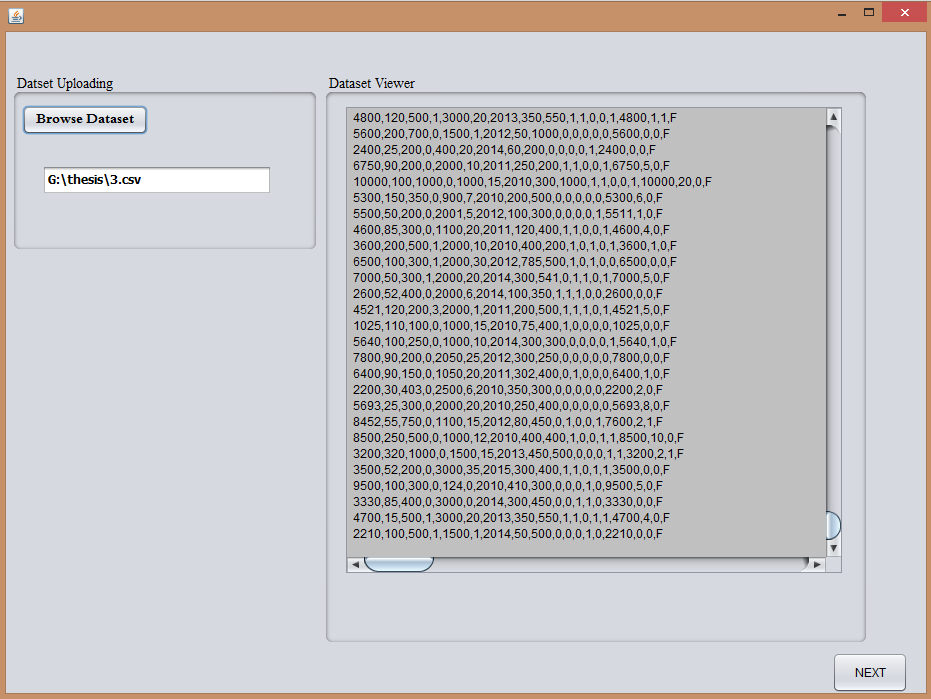 Datset Uploading
Browse Dataset
G:\thesis\3.csv
Dataset Viewer
4800,120,500,1,3000,20,2013,350,550,1,1,0,0,1,4800,1,1,F
5600,200,700,0,1500,1,2012,50,1000,0,0,0,0,0,5600,0,0,F
2400,25,200,0,400,20,2014,60,200,0,0,0,0,1,2400,0,0,F
6750,90,200,0,2000,10,2011,250,200,1,1,0,0,1,6750,5,0,F
10000,100,1000,0,1000,15,2010,300,1000,1,1,0,0,1,10000,20,0,F
5300,150,350,0,900,7,2010,200,500,0,0,0,0,0,5300,6,0,F
5500,50,200,0,2001,5,2012,100,300,0,0,0,0,1,5511,1,0,F
4600,85,300,0,1100,20,2011,120,400,1,1,0,0,1,4600,4,0,F
3600,200,500,1,2000,10,2010,400,200,1,0,1,0,1,3600,1,0,F
6500,100,300,1,2000,30,2012,785,500,1,0,1,0,0,6500,0,0,F
7000,50,300,1,2000,20,2014,300,541,0,1,1,0,1,7000,5,0,F
2600,52,400,0,2000,6,2014,100,350,1,1,1,0,0,2600,0,0,F
4521,120,200,3,2000,1,2011,200,500,1,1,1,0,1,4521,5,0,F
1025,110,100,0,1000,15,2010,75,400,1,0,0,0,0,1025,0,0,F
5640,100,250,0,1000,10,2014,300,300,0,0,0,0,1,5640,1,0,F
7800,90,200,0,2050,25,2012,300,250,0,0,0,0,0,7800,0,0,F
6400,90,150,0,1050,20,2011,302,400,0,1,0,0,0,6400,1,0,F
2200,30,403,0,2500,6,2010,350,300,0,0,0,0,0,2200,2,0,F
5693,25,300,0,2000,20,2010,250,400,0,0,0,0,0,5693,8,0,F
8452,55,750,0,1100,15,2012,80,450,0,1,0,0,1,7600,2,1,F
8500,250,500,0,1000,12,2010,400,400,1,0,0,1,1,8500,10,0,F
3200,320,1000,0,1500,15,2013,450,500,0,0,0,1,1,3200,2,1,F
3500,52,200,0,3000,35,2015,300,400,1,1,0,1,1,3500,0,0,F
9500,100,300,0,124,0,2010,410,300,0,0,0,1,0,9500,5,0,F
3330,85,400,0,3000,0,2014,300,450,0,0,1,1,0,3330,0,0,F
4700,15,500,1,3000,20,2013,350,550,1,1,0,1,1,4700,4,0,F
2210,100,500,1,1500,1,2014,50,500,0,0,0,1,0,2210,0,0,F
NEXT